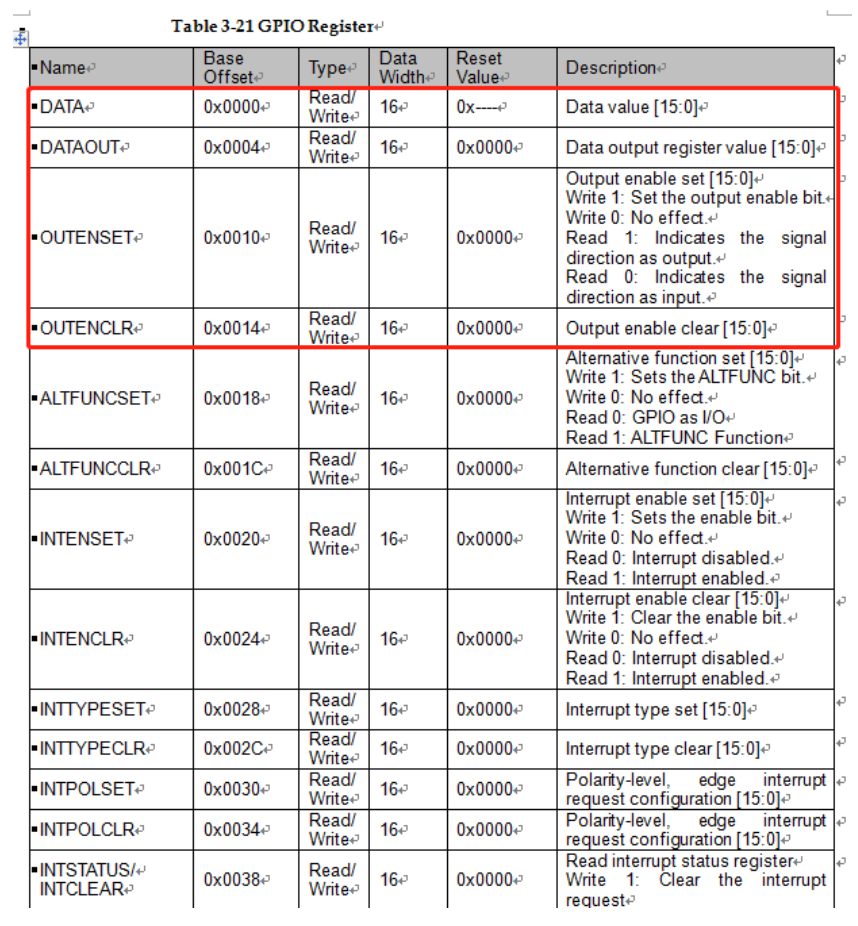 Table 3-21 GPIO Register
Name Base Offset Type Data Width Reset Value Description
DATA 0x0000 Read/Write 16 0x---- Data value [15:0]
DATAOUT 0x0004 Read/Write 16 0x0000 Data output register value [15:0]
OUTENSET 0x0010 Read/Write 16 0x0000 Output enable set [15:0]
Write 1: Set the output enable bit.
Write 0: No effect.
Read 1: Indicates the signal
direction as output.
Read 0: Indicates the signal
direction as input.
OUTENCLR 0x0014 Read/Write 16 0x0000 Output enable clear [15:0]
ALTFUNCSET 0x0018 Read/Write 16 0x0000 Alternative function set [15:0]
Write 1: Sets the ALTFUNC bit.
Write 0: No effect.
Read 0: GPIO as I/O
Read 1: ALTFUNC Function
ALTFUNCCLR 0x001C Read/Write 16 0x0000 Alternative function clear [15:0]
INTENSET 0x0020 Read/Write 16 0x0000 Interrupt enable set [15:0]
Write 1: Sets the enable bit.
Write 0: No effect.
Read 0: Interrupt disabled.
Read 1: Interrupt enabled.
INTENCLR 0x0024 Read/Write 16 0x0000 Interrupt enable clear [15:0]
Write 1: Clear the enable bit.
Write 0: No effect.
Read 0: Interrupt disabled.
Read 1: Interrupt enabled.
INTTYPESET 0x0028 Read/Write 16 0x0000 Interrupt type set [15:0]
INTTYPECLR 0x002C Read/Write 16 0x0000 Interrupt type clear [15:0]
INTPOLSET 0x0030 Read/Write 16 0x0000 Polarity-level, edge interrupt
request configuration [15:0]
INTPOLCLR 0x0034 Read/Write 16 0x0000 Polarity-level, edge interrupt
request configuration [15:0]
INTSTATUS/
INTCLEAR 0x0038 Read/Write 16 0x0000 Read interrupt status register
Write 1: Clear the interrupt
request